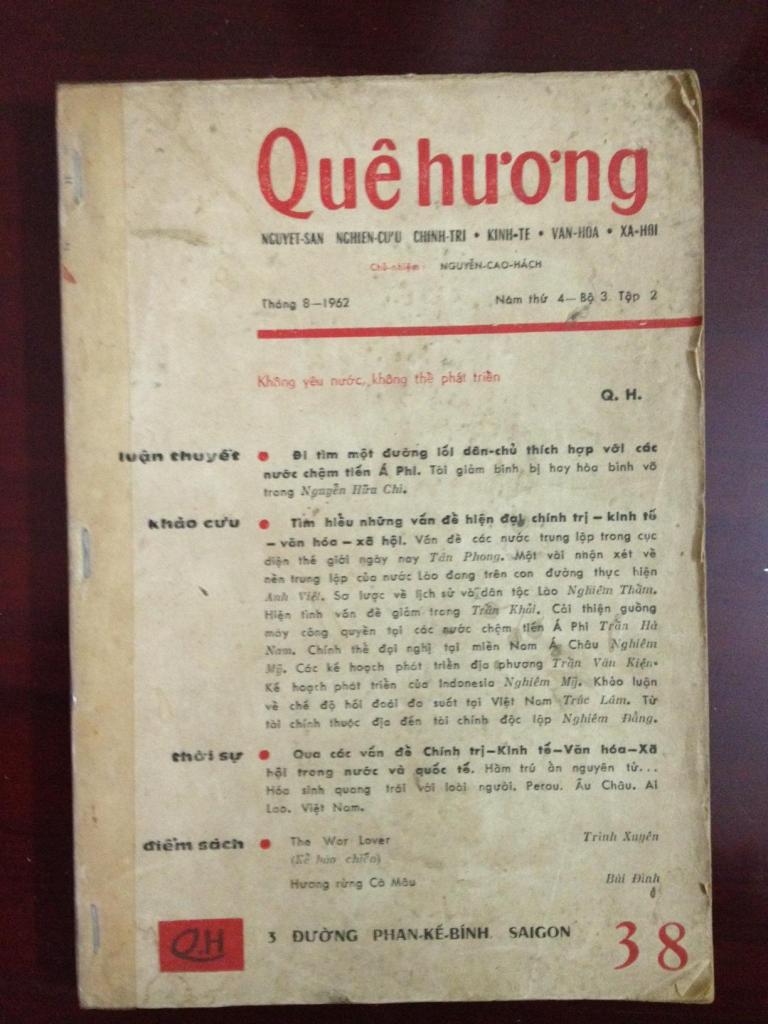 Quê hương
NGUYỆT-SAN NGHIÊN-CỨU CHÍNH-TRỊ • KINH-TẾ • VĂN-HÓA • XÃ-HỘI
Chủ-nhiệm: NGUYỄN-CAO-HÁCH
Tháng 8—1962 Năm thứ 4—Bộ 3. Tập 2
Không yêu nước, không thể phát triển
Q. H.
luận thuyết • Đi tìm một đường lối dân-chủ thích hợp với các
nước chậm tiến Á Phi. Tài giảm binh bị hay hòa bình võ
trang Nguyễn Hữu Chi.
khảo cứu • Tìm hiểu những vấn đề hiện đại chính trị – kinh tế
– văn hóa – xã hội. Vấn đề các nước trung lập trong cục
diện thế giới ngày nay Tân Phong. Một vài nhận xét về
nền trung lập của nước Lào đang trên con đường thực hiện
Anh Việt. Sơ lược về lịch sử và dân tộc Lào Nghiêm Thẩm.
Hiện tình vấn đề giảm trang Trần Khải. Cải thiện guồng
máy công quyền tại các nước chậm tiến Á Phi Trần Hà
Nam. Chính thể đại nghị tại miền Nam Á Châu Nghiêm
Mỹ. Các kế hoạch phát triển địa phương Trần Văn Kiện.
Kế hoạch phát triển của Indonesia Nghiêm Mỹ. Khảo luận
về chế độ hối đoái đa suất tại Việt Nam Trúc Lâm. Từ
tài chính thuộc địa đến tài chính độc lập Nghiêm Đằng.
thời sự • Qua các vấn đề Chính trị–Kinh tế–Văn hóa–Xã
hội trong nước và quốc tế. Hầm trú ẩn nguyên tử...
Hóa sinh quang trái với loài người. Perou. Âu Châu. Ai
Lao. Việt Nam.
điểm sách • The War Lover Trình Xuyên
(Kẻ háo chiến)
Hương rừng Cà Mâu Bùi Đình
Q.H 3 ĐƯỜNG PHAN-KẾ-BÍNH. SAIGON 38